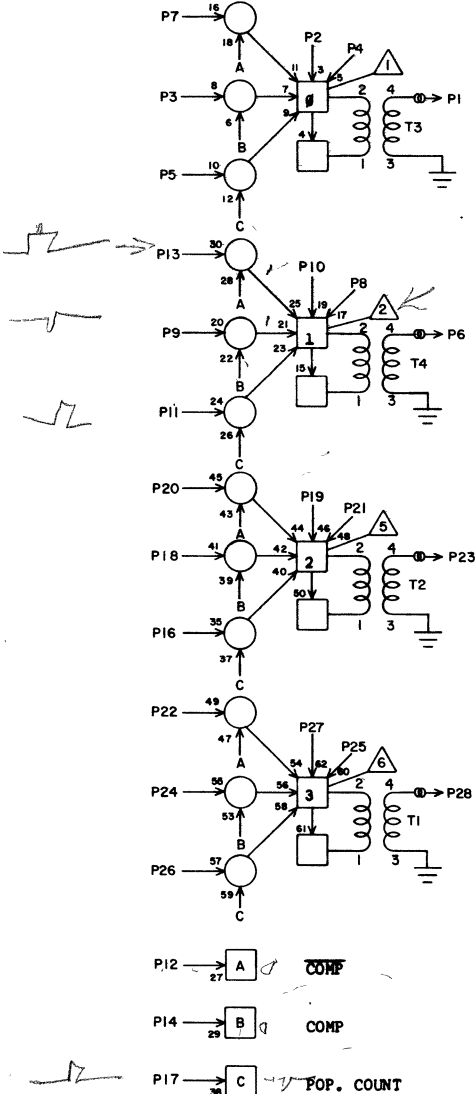 P7 16
18
P2
P4
A
11 3 5 1
P3 8 7 0 2 4 P1
6 9 T3
B 4
P5 10 1 3
12
C
P13 30
28
P10
P8
A
25 19 17 2
P9 20 21 1 2 4 P6
22 23 T4
B 15
P11 24 1 3
26
C
P20 45
43
P19
P21
A
44 46 48 5
P18 41 42 2 2 4 P23
39 40 T2
B 50
P16 35 1 3
37
C
P22 49
47
P27
P25
A
54 62 60 6
P24 55 56 3 2 4 P28
53 58 T1
B 61
P26 57 1 3
59
C
P12 27 A COMP
P14 29 B COMP
P17 38 C POP. COUNT